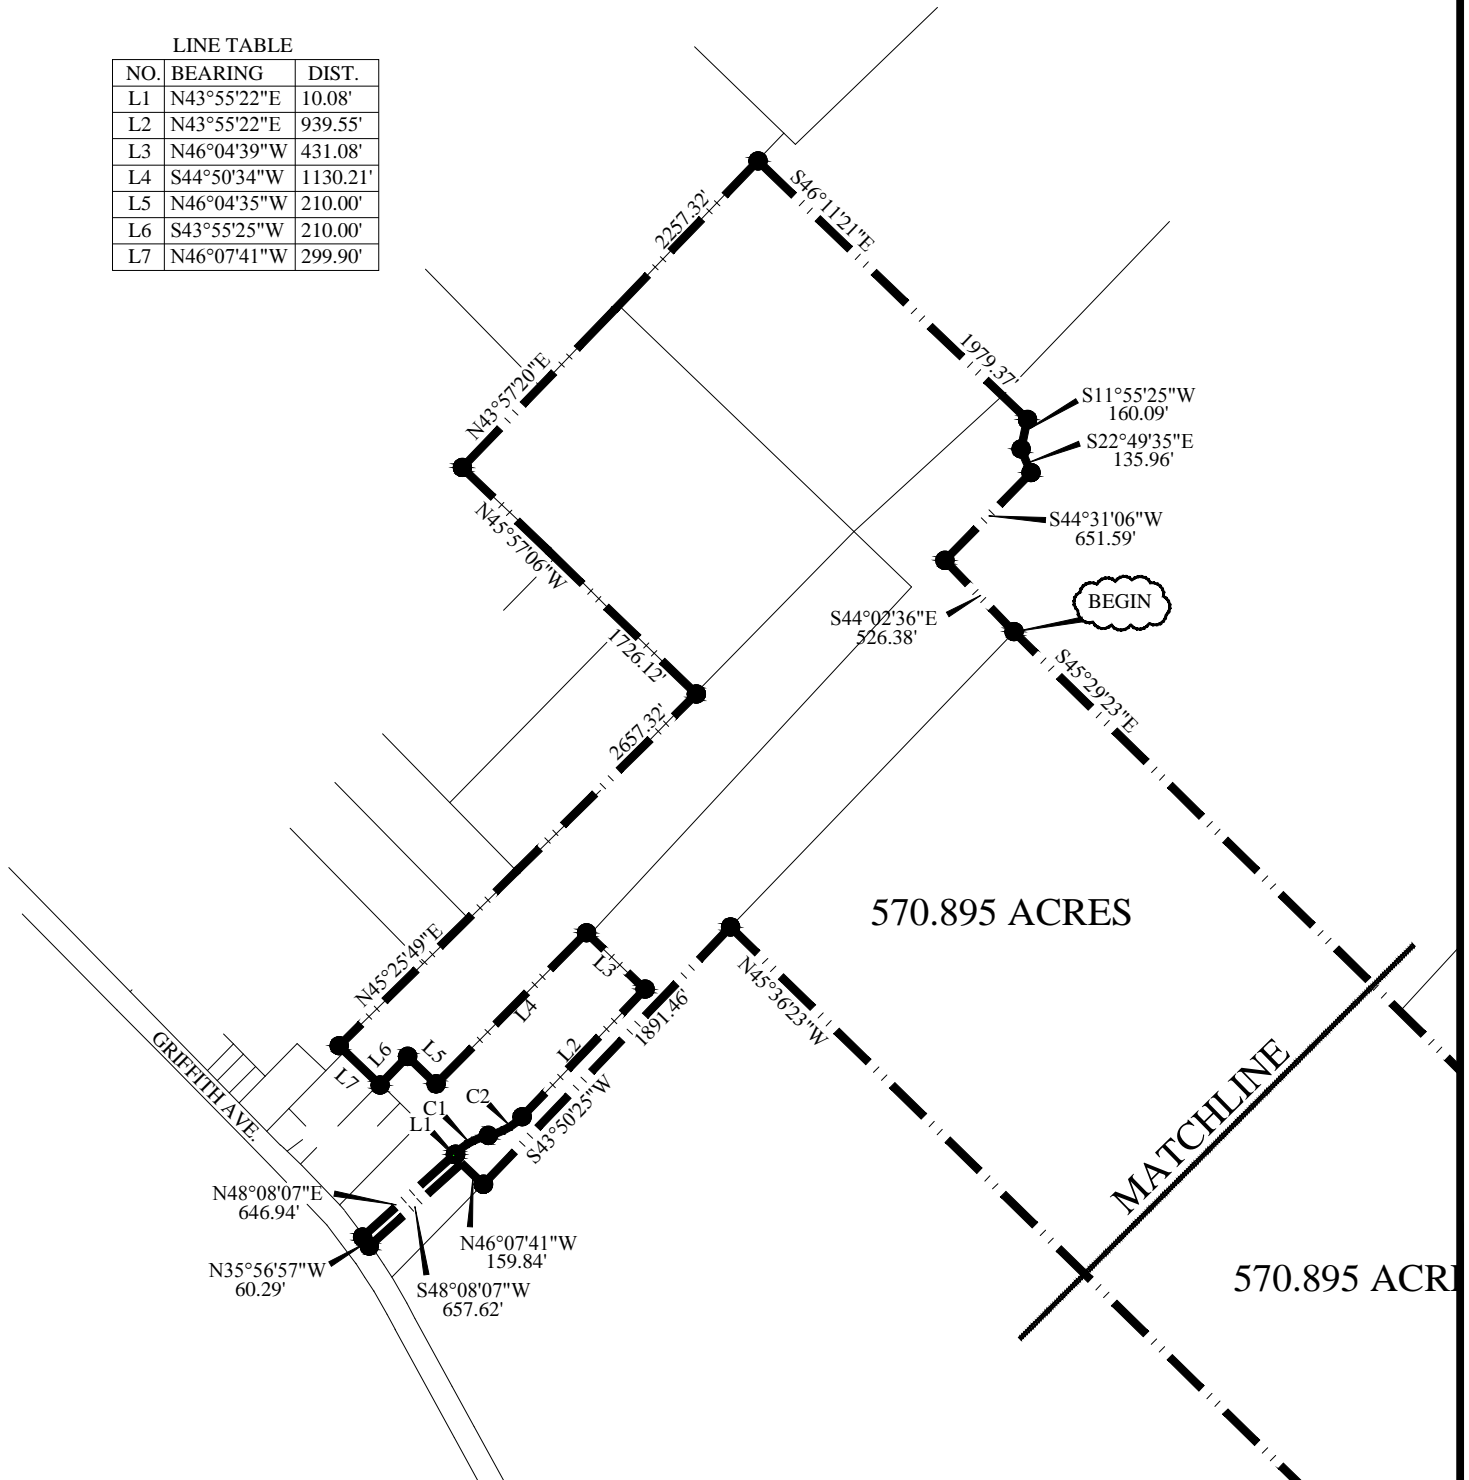 LINE TABLE
NO. BEARING DIST.
L1 N43°55'22"E 10.08'
L2 N43°55'22"E 939.55'
L3 N46°04'39"W 431.08'
L4 S44°50'34"W 1130.21'
L5 N46°04'35"W 210.00'
L6 S43°55'25"W 210.00'
L7 N46°07'41"W 299.90'
S46°11'21"E
1979.37'
2257.32'
N43°57'20"E
S11°55'25"W
160.09'
S22°49'35"E
135.96'
S44°31'06"W
651.59'
N45°57'06"W
1726.12'
BEGIN
S44°02'36"E
526.38'
S45°29'23"E
2657.32'
N45°25'49"E
570.895 ACRES
N45°36'23"W
L3
L4
1891.46'
S43°50'25"W
L2
L6
L5
L7
C2
C1
L1
GRIFFITH AVE.
MATCHLINE
N48°08'07"E
646.94'
N46°07'41"W
159.84'
N35°56'57"W
60.29'
S48°08'07"W
657.62'
570.895 ACR